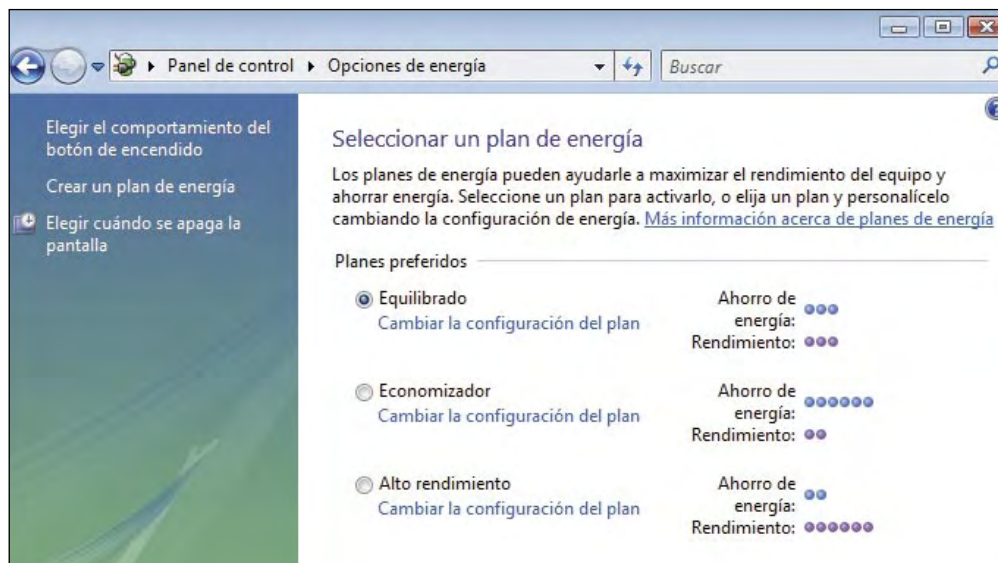 Panel de control ▸ Opciones de energía
Buscar
Elegir el comportamiento del
botón de encendido
Crear un plan de energía
Elegir cuándo se apaga la
pantalla
Seleccionar un plan de energía
Los planes de energía pueden ayudarle a maximizar el rendimiento del equipo y
ahorrar energía. Seleccione un plan para activarlo, o elija un plan y personalícelo
cambiando la configuración de energía. Más información acerca de planes de energía
Planes preferidos
Equilibrado
Cambiar la configuración del plan
Ahorro de
energía:
Rendimiento:
Economizador
Cambiar la configuración del plan
Ahorro de
energía:
Rendimiento:
Alto rendimiento
Cambiar la configuración del plan
Ahorro de
energía:
Rendimiento: